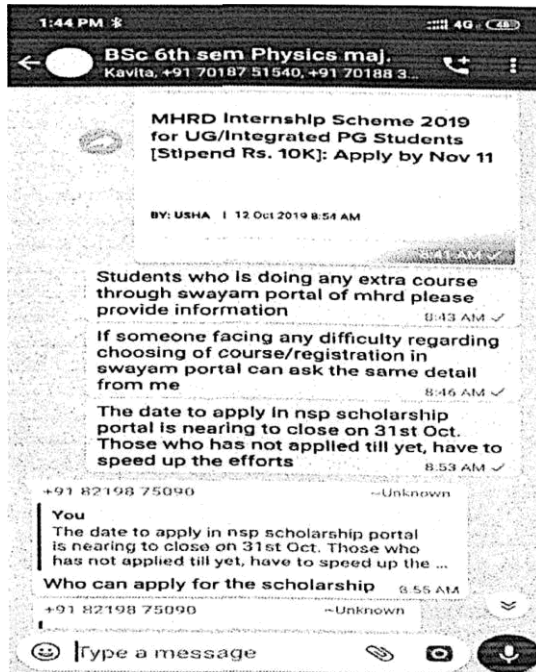 1:44 PM 4G 48
BSc 6th sem Physics maj.
Kavita, +91 70187 51540, +91 70188 3...
MHRD Internship Scheme 2019
for UG/Integrated PG Students
[Stipend Rs. 10K]: Apply by Nov 11
BY: USHA | 12 Oct 2019 8:54 AM
8:41 AM
Students who is doing any extra course
through swayam portal of mhrd please
provide information
8:43 AM
If someone facing any difficulty regarding
choosing of course/registration in
swayam portal can ask the same detail
from me
8:46 AM
The date to apply in nsp scholarship
portal is nearing to close on 31st Oct.
Those who has not applied till yet, have to
speed up the efforts
8.53 AM
+91 82198 75090 ~Unknown
You
The date to apply in nsp scholarship portal
is nearing to close on 31st Oct. Those who
has not applied till yet, have to speed up the ...
Who can apply for the scholarship 8.55 AM
+91 82198 75090 ~Unknown
Type a message